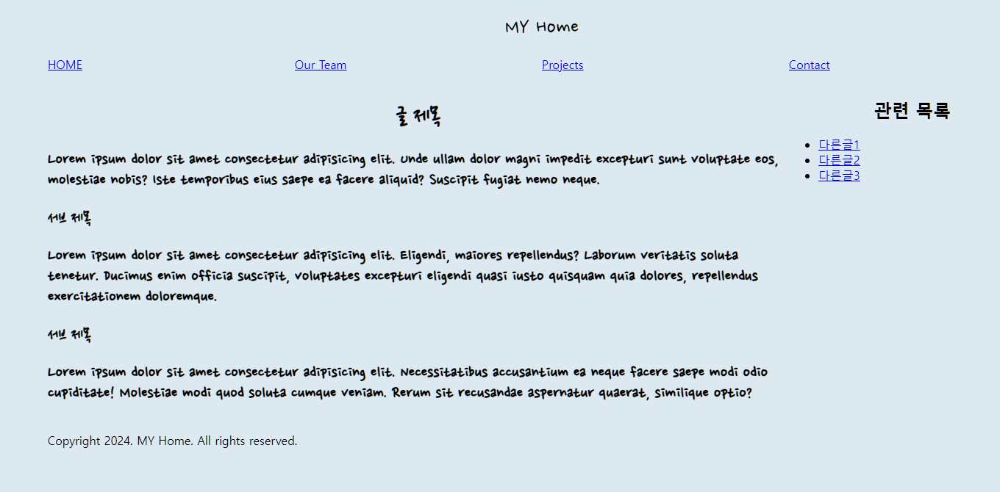 MY Home
HOME
Our Team
Projects
Contact
글 제목
Lorem ipsum dolor sit amet consectetur adipisicing elit. Unde ullam dolor magni impedit excepturi sunt voluptate eos,
molestiae nobis? Iste temporibus eius saepe ea facere aliquid? Suscipit fugiat nemo neque.
서브 제목
Lorem ipsum dolor sit amet consectetur adipisicing elit. Eligendi, maiores repellendus? Laborum veritatis soluta
tenetur. Ducimus enim officia suscipit, voluptates excepturi eligendi quasi iusto quisquam quia dolores, repellendus
exercitationem doloremque.
서브 제목
Lorem ipsum dolor sit amet consectetur adipisicing elit. Necessitatibus accusantium ea neque facere saepe modi odio
cupiditate! Molestiae modi quod soluta cumque veniam. Rerum sit recusandae aspernatur quaerat, similique optio?
관련 목록
다른글1
다른글2
다른글3
Copyright 2024. MY Home. All rights reserved.